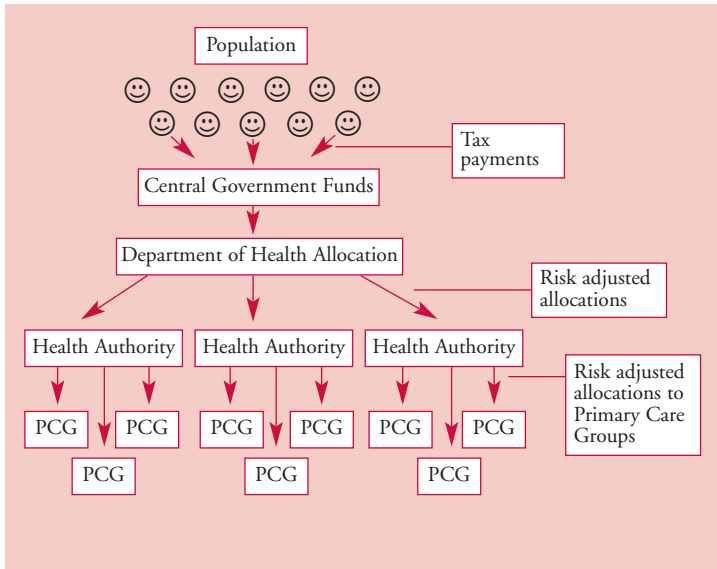 Population
Tax
payments
Central Government Funds
Department of Health Allocation
Risk adjusted
allocations
Health Authority
Health Authority
Health Authority
Risk adjusted
allocations to
Primary Care
Groups
PCG
PCG
PCG
PCG
PCG
PCG
PCG
PCG
PCG